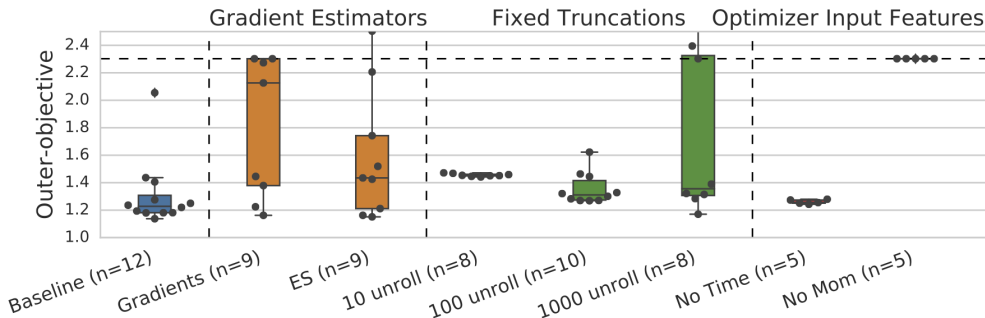 Gradient Estimators
Fixed Truncations
Optimizer Input Features
Outer-objective
2.4
2.2
2.0
1.8
1.6
1.4
1.2
1.0
Baseline (n=12)
Gradients (n=9)
ES (n=9)
10 unroll (n=8)
100 unroll (n=10)
1000 unroll (n=8)
No Time (n=5)
No Mom (n=5)